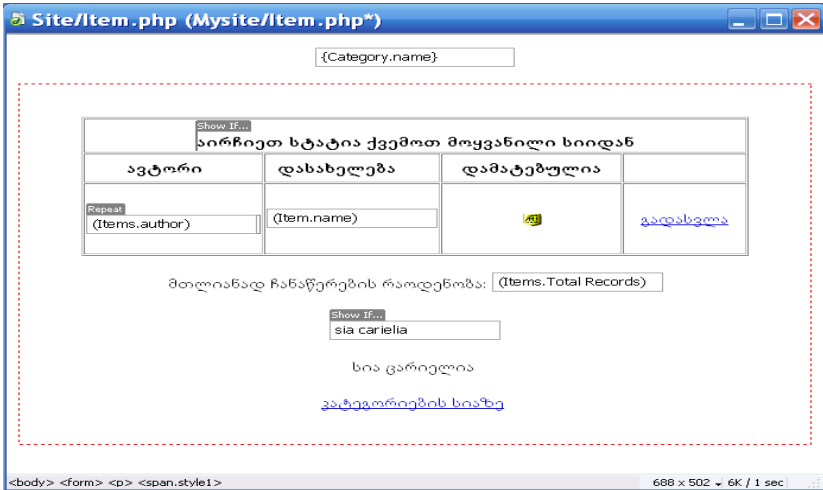 Site/Item.php (Mysite/Item.php*)
{Category.name}
Show If...
აირჩიეთ სტატია ქვემოთ მოყვანილი სიიდან
ავტორი დასახელება დამატებულია
Repeat
(Items.author) (Item.name) გადასვლა
მთლიანად ჩანაწერების რაოდენობა: (Items.Total Records)
Show If...
sia carielia
სია ცარიელია
კატეგორიების სიაზე
<body> <form> <p> <span.style1> 688 x 502 6K / 1 sec